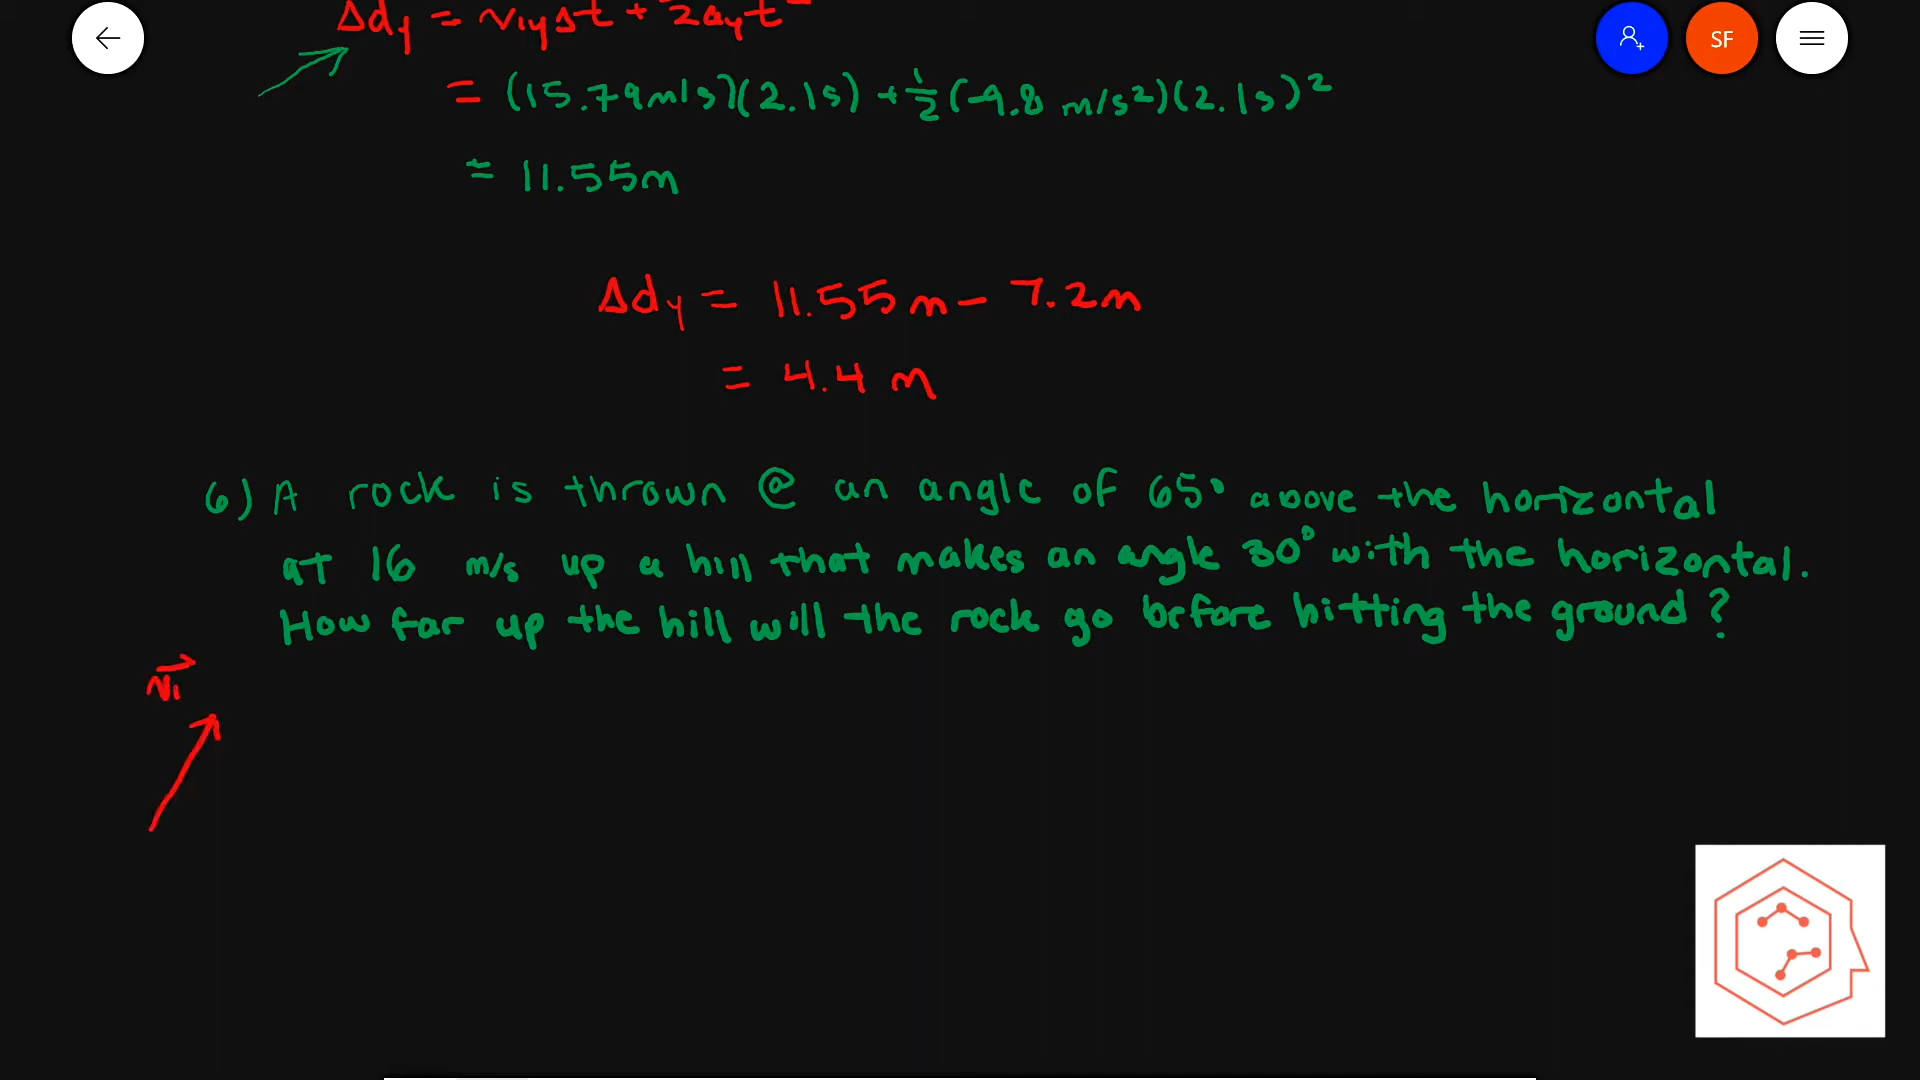 Δdy = v₁yΔt + ½ayt²
= (15.79m/s)(2.1s) + ½(-9.8 m/s²)(2.1s)²
= 11.55m
Δdy = 11.55m - 7.2m
= 4.4 m
6) A rock is thrown @ an angle of 65° above the horizontal
at 16 m/s up a hill that makes an angle 30° with the horizontal.
How far up the hill will the rock go before hitting the ground?
v₁
SF